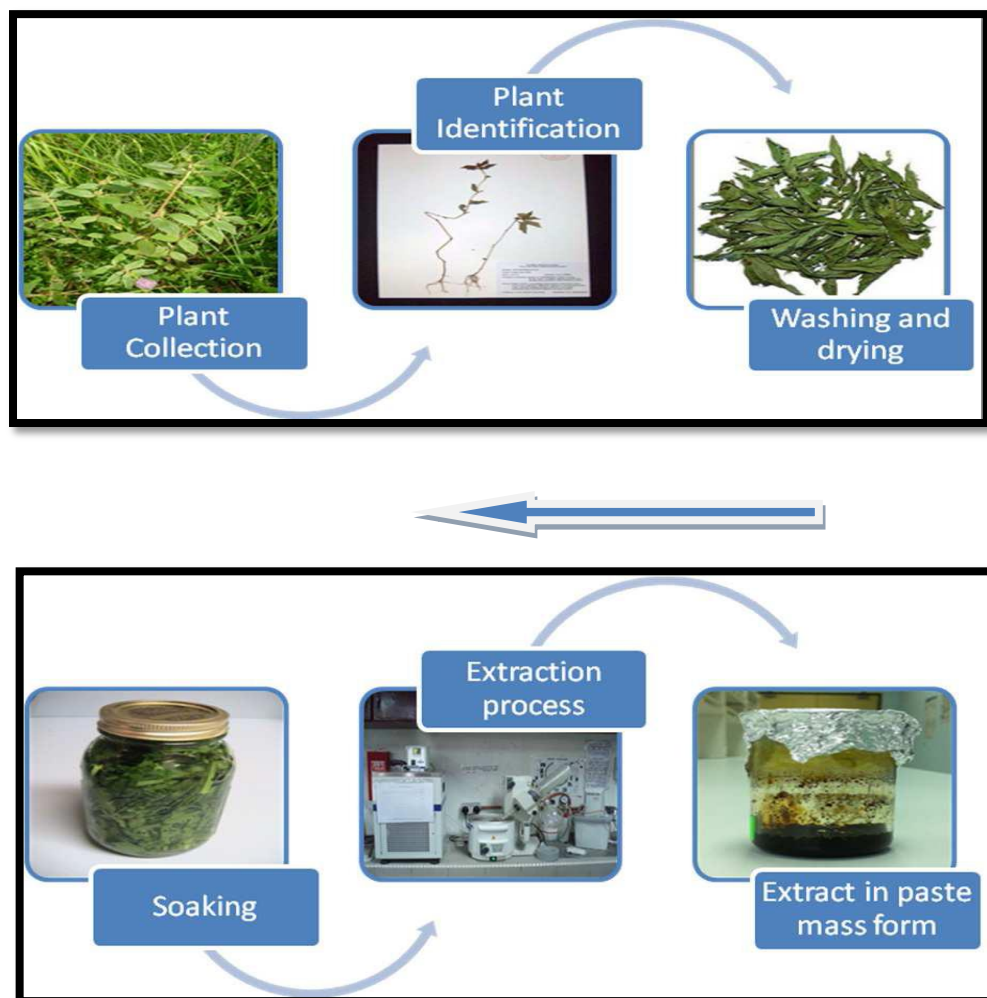 Plant
Collection
Plant
Identification
Washing and
drying
Soaking
Extraction
process
Extract in paste
mass form